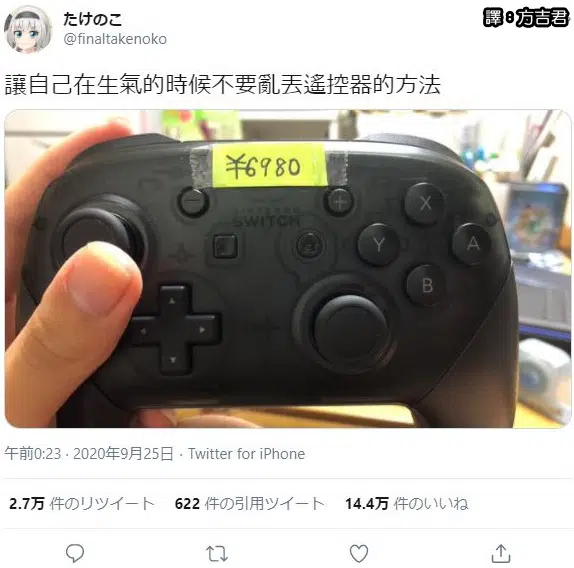 譯:方吉君
たけのこ
@finaltakenoko
讓自己在生氣的時候不要亂丟遙控器的方法
¥6980
NINTENDO
SWITCH
X
Y
A
B
午前0:23 · 2020年9月25日 · Twitter for iPhone
2.7万 件のリツイート 622 件の引用ツイート 14.4万 件のいいね